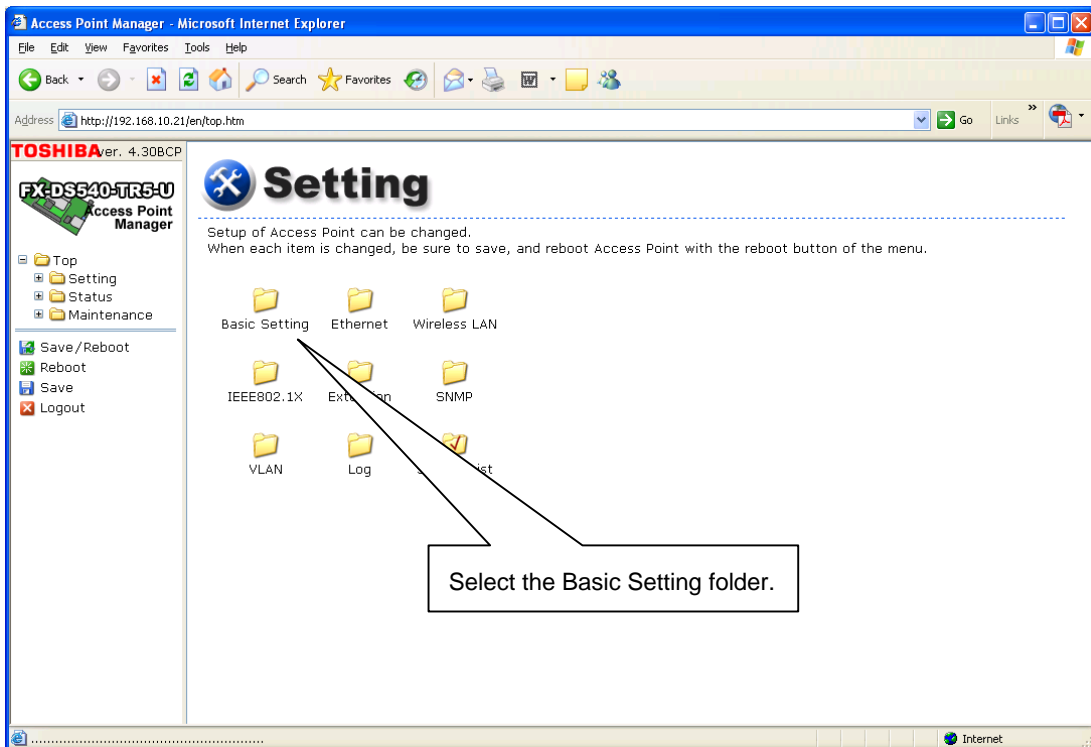 Access Point Manager - Microsoft Internet Explorer
File Edit View Favorites Tools Help
Back Search Favorites
Address http://192.168.10.21/en/top.htm Go Links »
TOSHIBA ver. 4.30BCP
FX-DS540-TR5-U
Access Point
Manager
Top
Setting
Status
Maintenance
Save/Reboot
Reboot
Save
Logout
Setting
Setup of Access Point can be changed.
When each item is changed, be sure to save, and reboot Access Point with the reboot button of the menu.
Basic Setting Ethernet Wireless LAN
IEEE802.1X SNMP
VLAN Log
Select the Basic Setting folder.
Internet